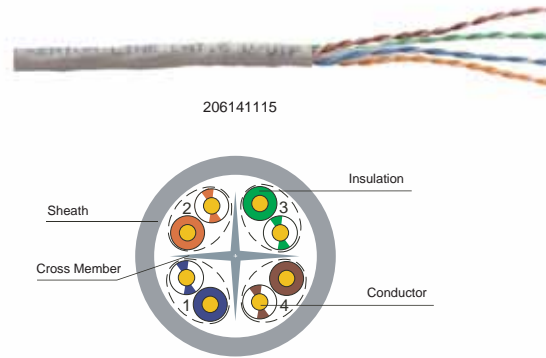 206141115
Insulation
2
3
Sheath
Cross Member
Conductor
1
4